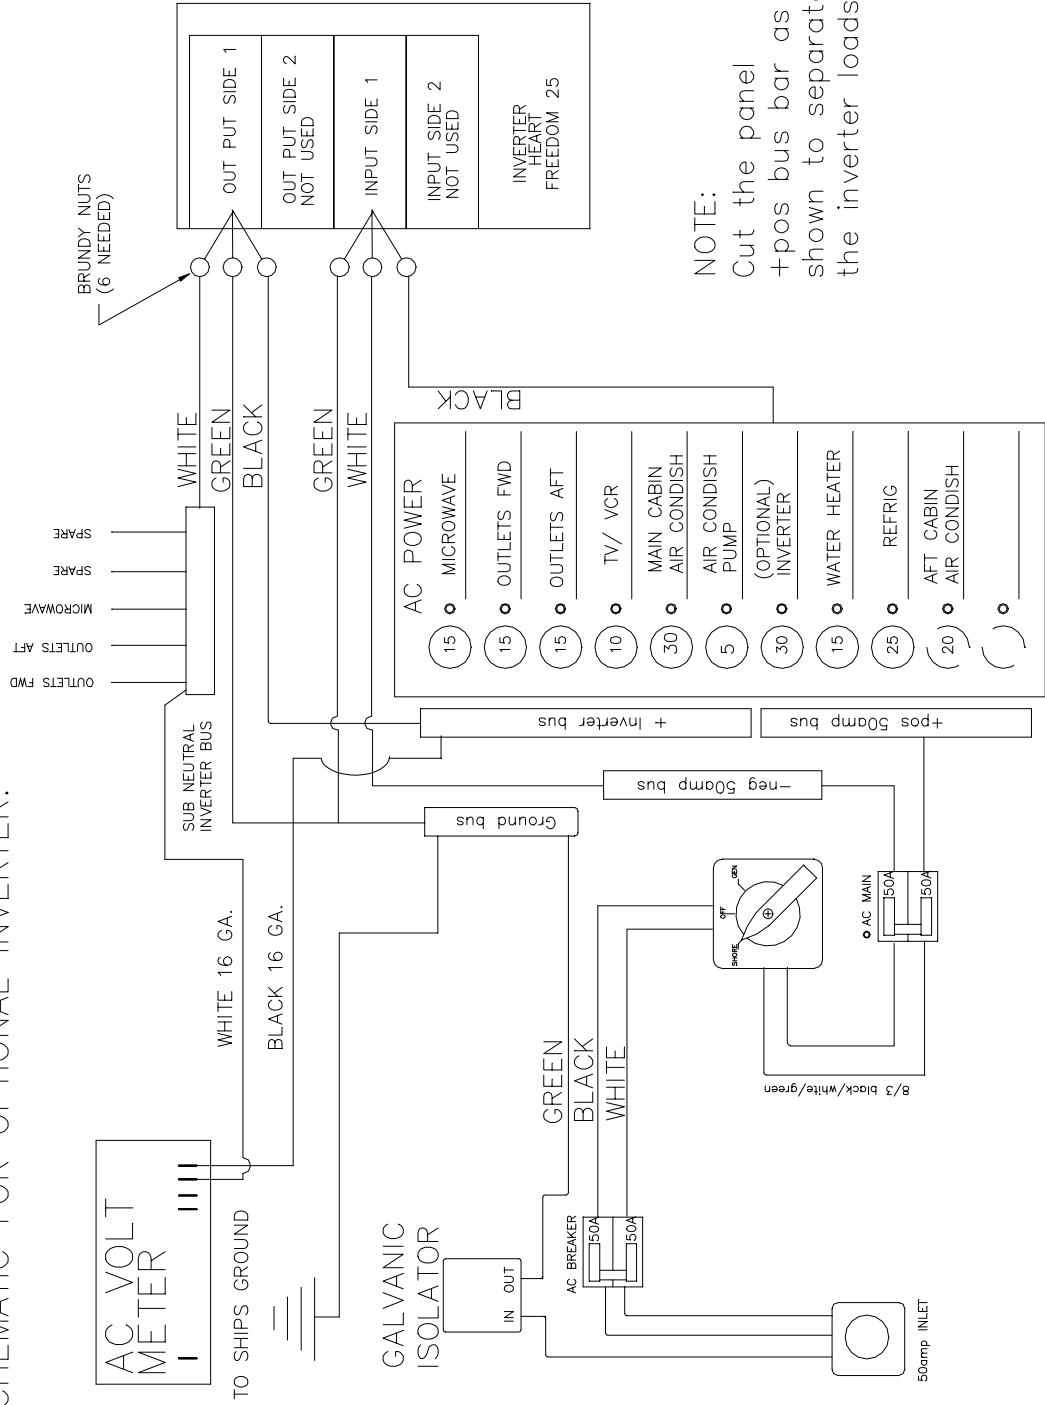 SCHEMATIC FOR OPTIONAL INVERTER.
AC VOLT
METER
TO SHIPS GROUND
GALVANIC
ISOLATOR
IN OUT
AC BREAKER
50A
50A
50amp INLET
WHITE 16 GA.
BLACK 16 GA.
GREEN
BLACK
WHITE
8/3 black/white/green
SHORE
OFF
GEN
AC MAIN
50A
50A
OUTLETS FWD
OUTLETS AFT
MICROWAVE
SPARE
SPARE
SUB NEUTRAL
INVERTER BUS
Ground bus
-neg 50amp bus
+ Inverter bus
+pos 50amp bus
WHITE
GREEN
BLACK
GREEN
WHITE
BLACK
AC POWER
15 MICROWAVE
15 OUTLETS FWD
15 OUTLETS AFT
10 TV/ VCR
30 MAIN CABIN
AIR CONDISH
5 AIR CONDISH
PUMP
30 (OPTIONAL)
INVERTER
15 WATER HEATER
25 REFRIG
20 AFT CABIN
AIR CONDISH
BRUNDY NUTS
(6 NEEDED)
OUT PUT SIDE 1
OUT PUT SIDE 2
NOT USED
INPUT SIDE 1
INPUT SIDE 2
NOT USED
INVERTER
HEART
FREEDOM 25
NOTE:
Cut the panel
+pos bus bar as
shown to separat
the inverter loads